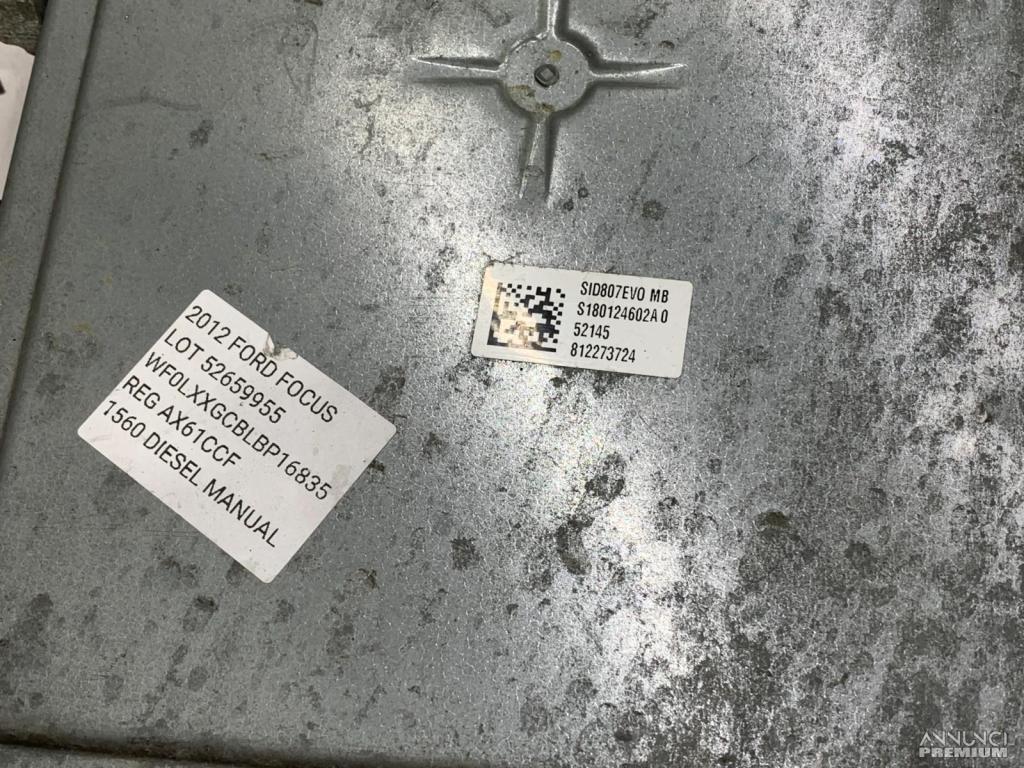 2012 FORD FOCUS
LOT 52659955
WF0LXXGCBLBP16835
REG AX61CCF
1560 DIESEL MANUAL
SID807EVO MB
S180124602A 0
52145
812273724
ANNUNCI
PREMIUM